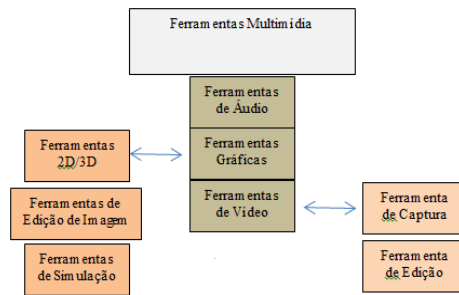 Ferramentas Multimídia
Ferramentas
de Áudio
Ferramentas
2D/3D
Ferramentas
Gráficas
Ferramentas de
Edição de Imagem
Ferramentas
de Vídeo
Ferramenta
de Captura
Ferramentas
de Simulação
Ferramenta
de Edição